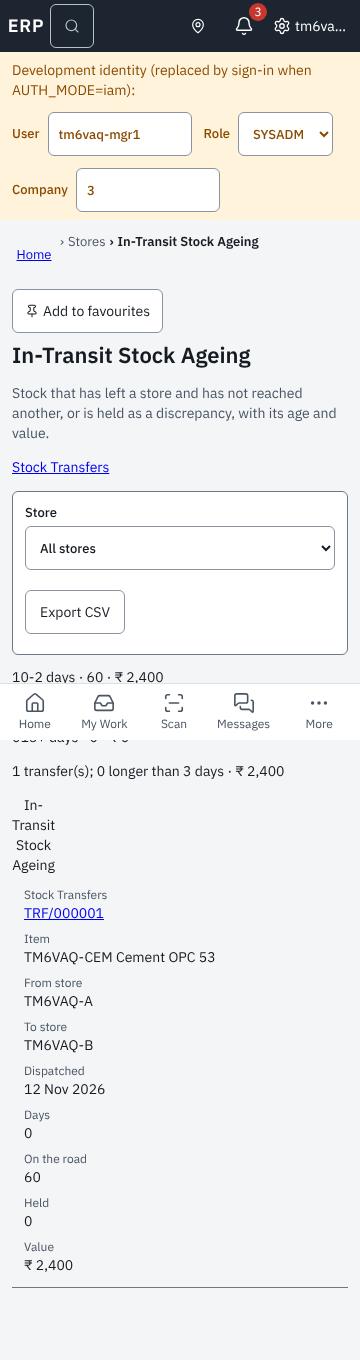 ERP
3
tm6va...
Development identity (replaced by sign-in when
AUTH_MODE=iam):
User tm6vaq-mgr1 Role SYSADM
Company 3
Home › Stores › In-Transit Stock Ageing
Add to favourites
In-Transit Stock Ageing
Stock that has left a store and has not reached
another, or is held as a discrepancy, with its age and
value.
Stock Transfers
Store
All stores
Export CSV
10-2 days · 60 · ₹ 2,400
Home
My Work
Scan
Messages
More
1 transfer(s); 0 longer than 3 days · ₹ 2,400
In-
Transit
Stock
Ageing
Stock Transfers
TRF/000001
Item
TM6VAQ-CEM Cement OPC 53
From store
TM6VAQ-A
To store
TM6VAQ-B
Dispatched
12 Nov 2026
Days
0
On the road
60
Held
0
Value
₹ 2,400